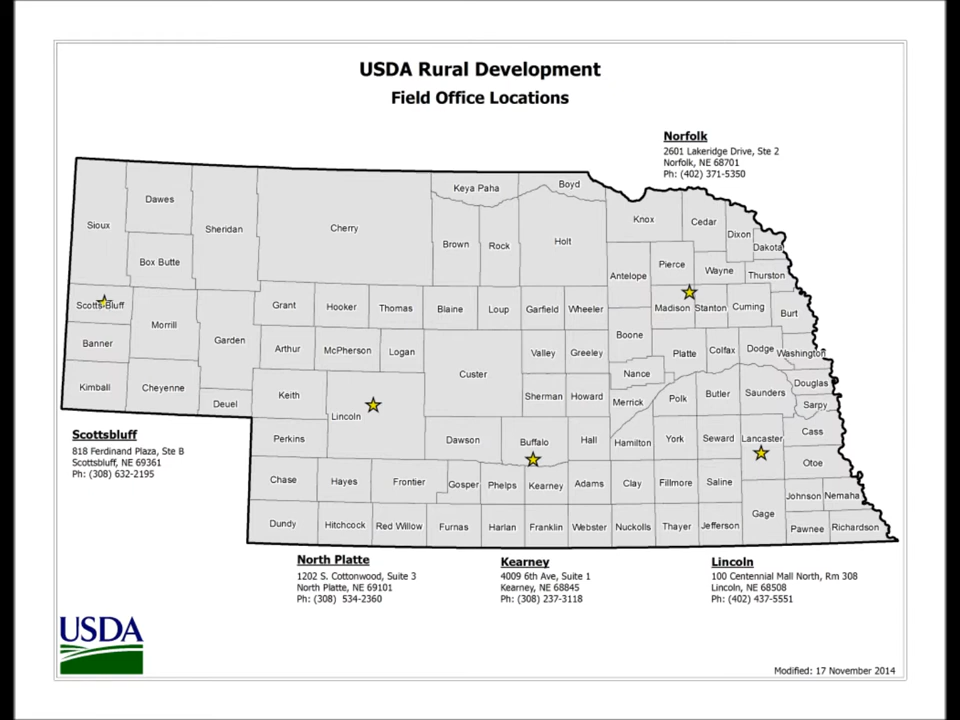 USDA Rural Development
Field Office Locations
Norfolk
2601 Lakeridge Drive, Ste 2
Norfolk, NE 68701
Ph: (402) 371-5350
Sioux
Dawes
Sheridan
Cherry
Keya Paha
Boyd
Knox
Cedar
Dixon
Dakota
Box Butte
Brown
Rock
Holt
Antelope
Pierce
Wayne
Thurston
Scotts Bluff
Morrill
Garden
Grant
Hooker
Thomas
Blaine
Loup
Garfield
Wheeler
Madison
Stanton
Cuming
Burt
Banner
Arthur
McPherson
Logan
Custer
Valley
Greeley
Boone
Platte
Colfax
Dodge
Washington
Nance
Kimball
Cheyenne
Deuel
Keith
Lincoln
Sherman
Howard
Merrick
Polk
Butler
Saunders
Douglas
Sarpy
Perkins
Dawson
Buffalo
Hall
Hamilton
York
Seward
Lancaster
Cass
Otoe
Chase
Hayes
Frontier
Gosper
Phelps
Kearney
Adams
Clay
Fillmore
Saline
Gage
Johnson
Nemaha
Dundy
Hitchcock
Red Willow
Furnas
Harlan
Franklin
Webster
Nuckolls
Thayer
Jefferson
Pawnee
Richardson
Scottsbluff
818 Ferdinand Plaza, Ste B
Scottsbluff, NE 69361
Ph: (308) 632-2195
North Platte
1202 S. Cottonwood, Suite 3
North Platte, NE 69101
Ph: (308) 534-2360
Kearney
4009 6th Ave, Suite 1
Kearney, NE 68845
Ph: (308) 237-3118
Lincoln
100 Centennial Mall North, Rm 308
Lincoln, NE 68508
Ph: (402) 437-5551
USDA
Modified: 17 November 2014